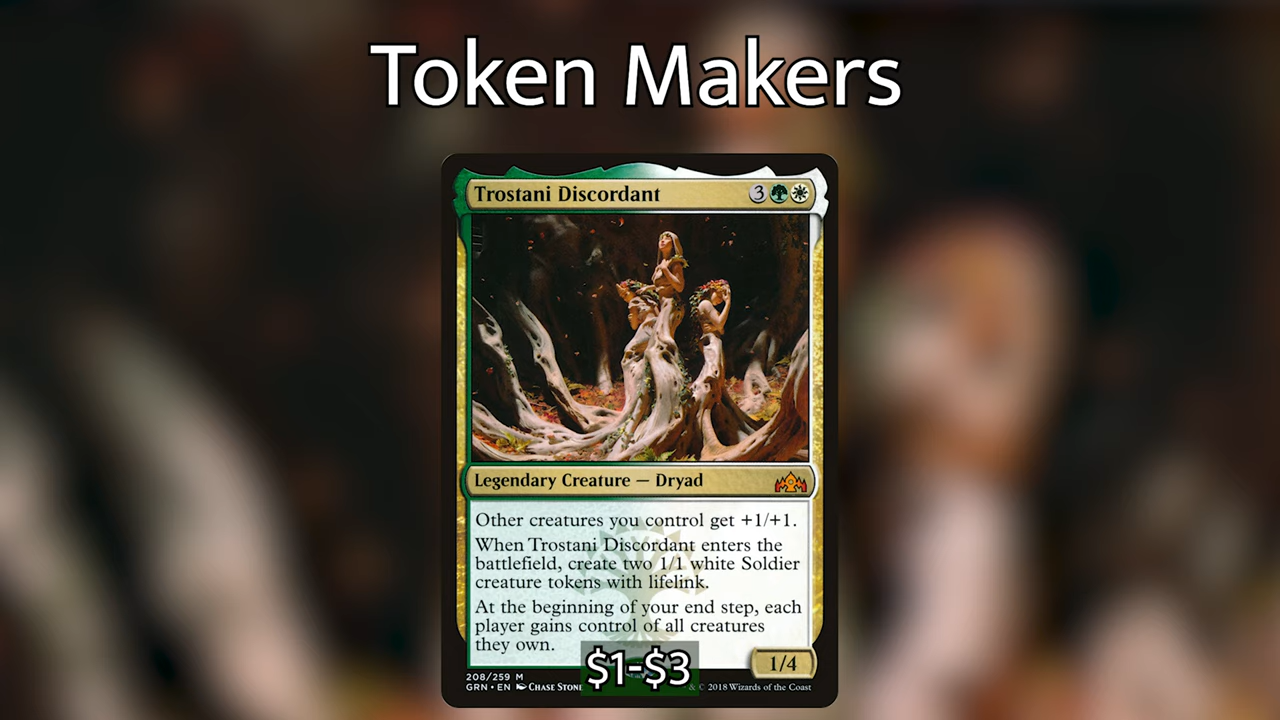 Token Makers
Trostani Discordant 3
Legendary Creature — Dryad
Other creatures you control get +1/+1.
When Trostani Discordant enters the
battlefield, create two 1/1 white Soldier
creature tokens with lifelink.
At the beginning of your end step, each
player gains control of all creatures
they own.
$1-$3
1/4
208/259 M
GRN • EN CHASE STONE & © 2018 Wizards of the Coast